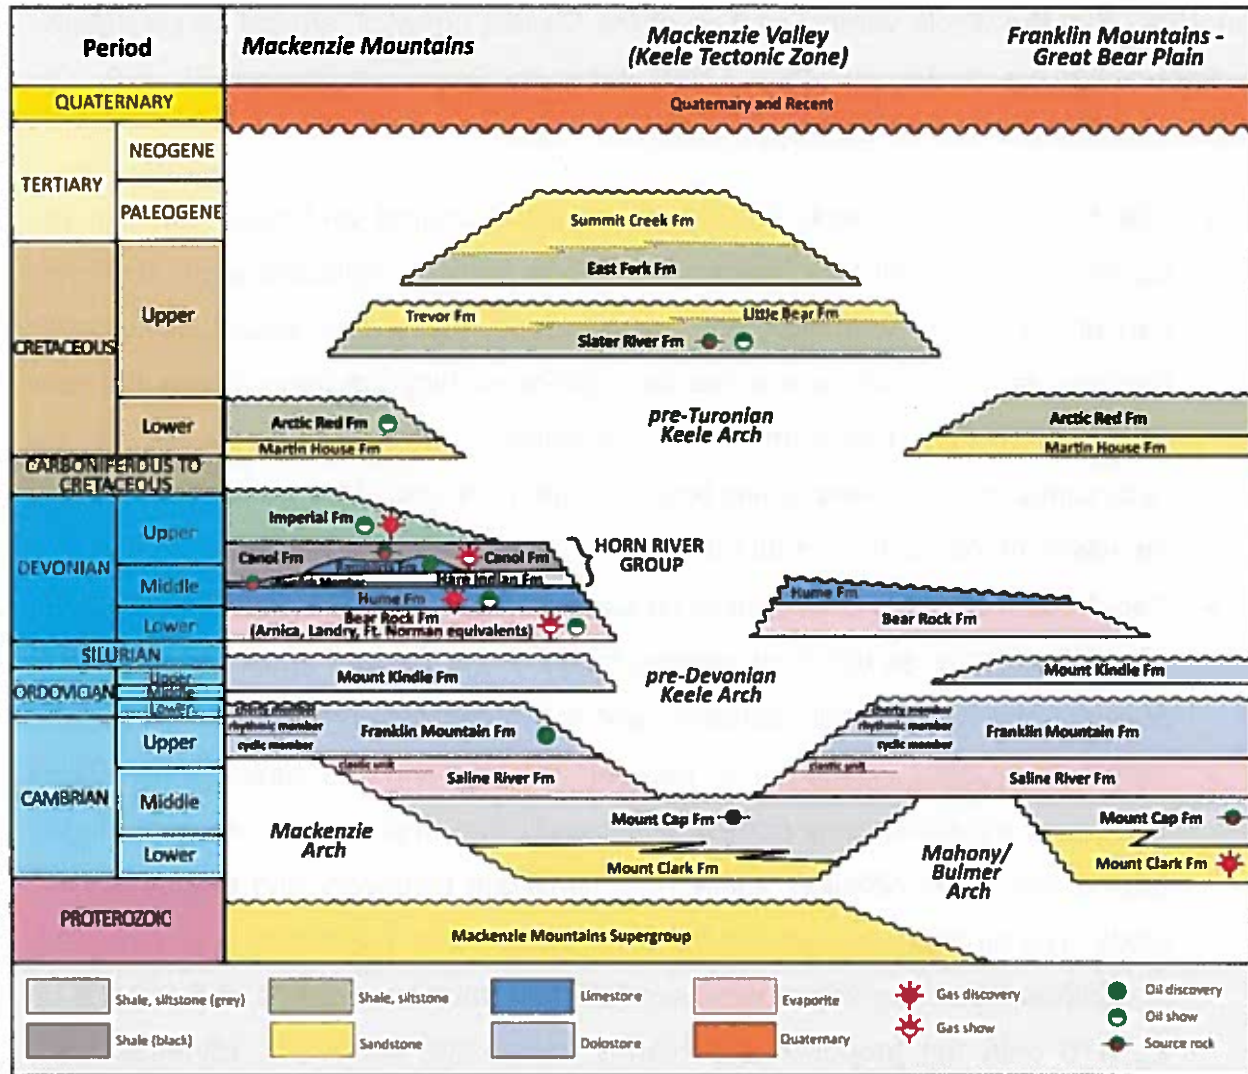 Period
Mackenzie Mountains
Mackenzie Valley
(Keele Tectonic Zone)
Franklin Mountains -
Great Bear Plain
QUATERNARY
Quaternary and Recent
TERTIARY
NEOGENE
PALEOGENE
Summit Creek Fm
East Fork Fm
CRETACEOUS
Upper
Trevor Fm
Little Bear Fm
Slater River Fm
Lower
Arctic Red Fm
Martin House Fm
pre-Turonian
Keele Arch
Arctic Red Fm
Martin House Fm
CARBONIFEROUS TO
CRETACEOUS
DEVONIAN
Upper
Imperial Fm
Canol Fm
Canol Fm
HORN RIVER
GROUP
Middle
Ramparts Fm
Member
Hare Indian Fm
Hume Fm
Hume Fm
Lower
Bear Rock Fm
(Arnica, Landry, Ft. Norman equivalents)
Bear Rock Fm
SILURIAN
ORDOVICIAN
Upper
Middle
Lower
Mount Kindle Fm
pre-Devonian
Keele Arch
Mount Kindle Fm
CAMBRIAN
Upper
cherty member
rhythmic member
cyclic member
Franklin Mountain Fm
cherty member
rhythmic member
cyclic member
Franklin Mountain Fm
clastic unit
Saline River Fm
clastic unit
Saline River Fm
Middle
Mount Cap Fm
Mount Cap Fm
Mackenzie
Arch
Lower
Mount Clark Fm
Mahony/
Bulmer
Arch
Mount Clark Fm
PROTEROZOIC
Mackenzie Mountains Supergroup
Shale, siltstone (grey)
Shale, siltstone
Limestore
Evaporite
Gas discovery
Oil discovery
Shale (black)
Sandstone
Dolostore
Quaternary
Gas show
Oil show
Source rock